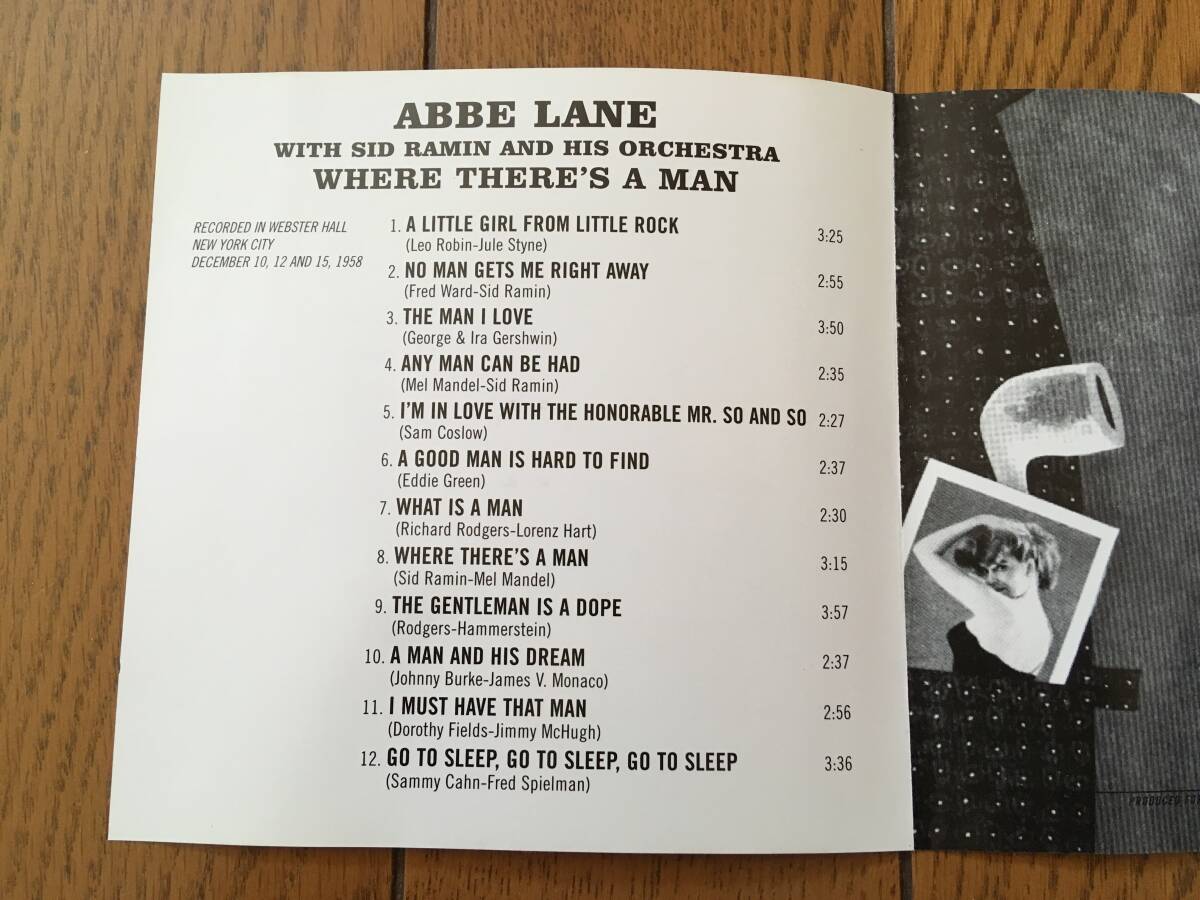 ABBE LANE
WITH SID RAMIN AND HIS ORCHESTRA
WHERE THERE'S A MAN
RECORDED IN WEBSTER HALL
NEW YORK CITY
DECEMBER 10, 12 AND 15, 1958
1. A LITTLE GIRL FROM LITTLE ROCK 3:25
(Leo Robin-Jule Styne)
2. NO MAN GETS ME RIGHT AWAY 2:55
(Fred Ward-Sid Ramin)
3. THE MAN I LOVE 3:50
(George & Ira Gershwin)
4. ANY MAN CAN BE HAD 2:35
(Mel Mandel-Sid Ramin)
5. I'M IN LOVE WITH THE HONORABLE MR. SO AND SO 2:27
(Sam Coslow)
6. A GOOD MAN IS HARD TO FIND 2:37
(Eddie Green)
7. WHAT IS A MAN 2:30
(Richard Rodgers-Lorenz Hart)
8. WHERE THERE'S A MAN 3:15
(Sid Ramin-Mel Mandel)
9. THE GENTLEMAN IS A DOPE 3:57
(Rodgers-Hammerstein)
10. A MAN AND HIS DREAM 2:37
(Johnny Burke-James V. Monaco)
11. I MUST HAVE THAT MAN 2:56
(Dorothy Fields-Jimmy McHugh)
12. GO TO SLEEP, GO TO SLEEP, GO TO SLEEP 3:36
(Sammy Cahn-Fred Spielman)
PRODUCED